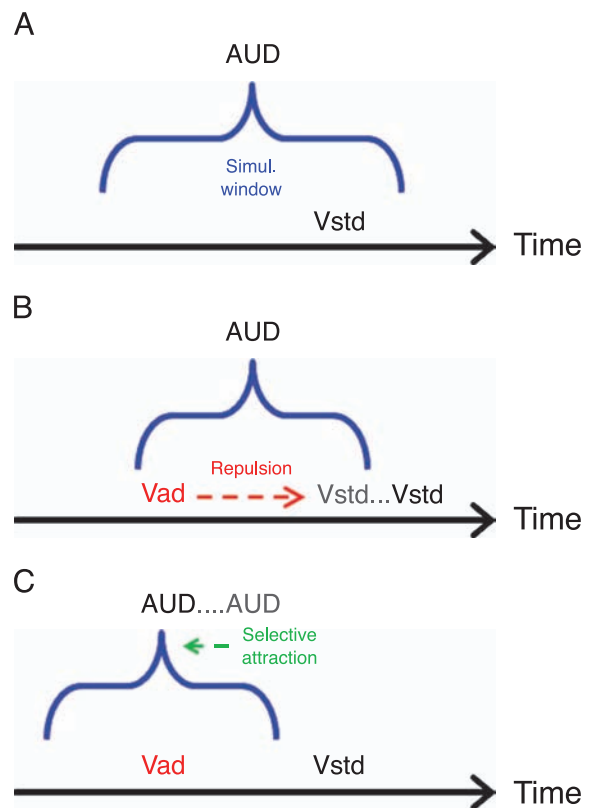 A
AUD
Simul.
window
Vstd
Time
B
AUD
Repulsion
Vad
Vstd...Vstd
Time
C
AUD....AUD
Selective
attraction
Vad
Vstd
Time